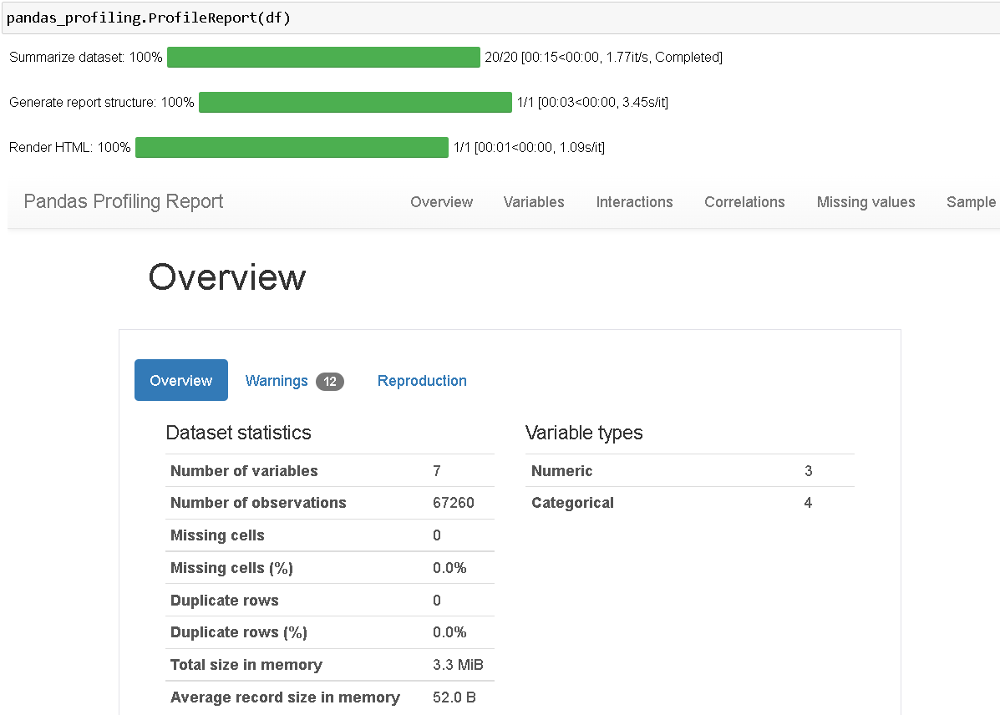 pandas_profiling.ProfileReport(df)
Summarize dataset: 100% 20/20 [00:15<00:00, 1.77it/s, Completed]
Generate report structure: 100% 1/1 [00:03<00:00, 3.45s/it]
Render HTML: 100% 1/1 [00:01<00:00, 1.09s/it]
Pandas Profiling Report Overview Variables Interactions Correlations Missing values Sample
Overview
Overview Warnings 12 Reproduction
Dataset statistics Variable types
Number of variables 7 Numeric 3
Number of observations 67260 Categorical 4
Missing cells 0
Missing cells (%) 0.0%
Duplicate rows 0
Duplicate rows (%) 0.0%
Total size in memory 3.3 MiB
Average record size in memory 52.0 B